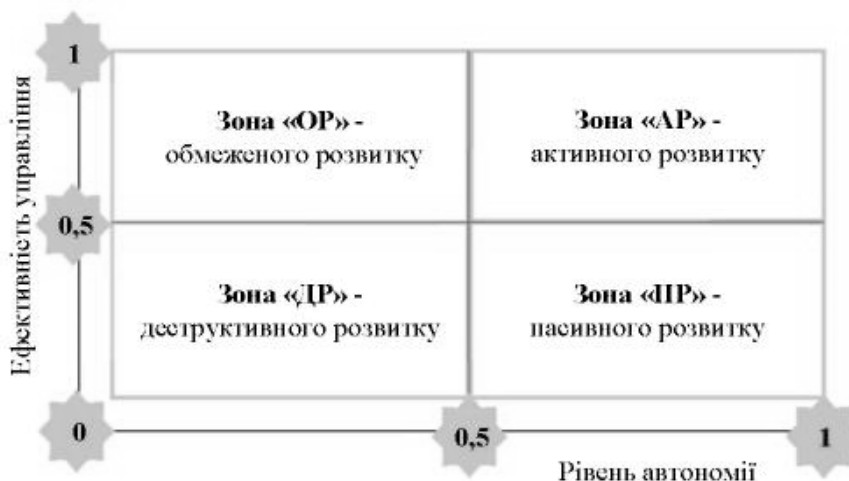 1
Ефективність управління
Зона «ОР» -
обмеженого розвитку
Зона «АР» -
активного розвитку
0,5
Зона «ДР» -
деструктивного розвитку
Зона «ПР» -
пасивного розвитку
0
0,5
1
Рівень автономії